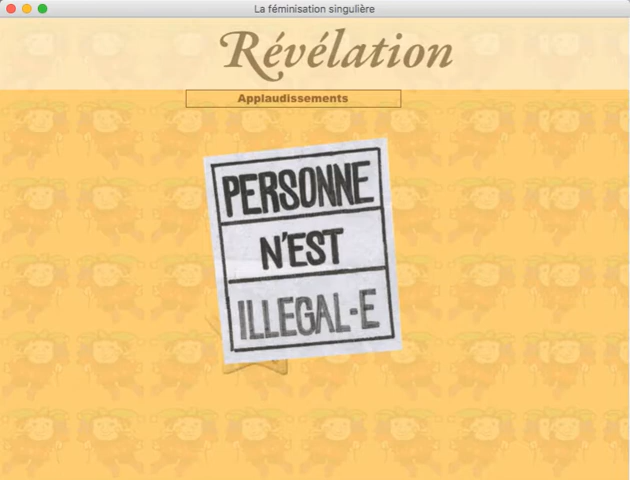 La féminisation singulière
Révélation
Applaudissements
PERSONNE
N'EST
ILLEGAL-E